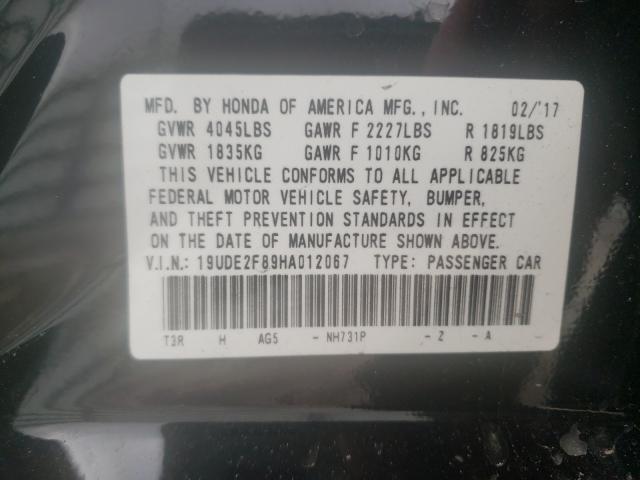 MFD. BY HONDA OF AMERICA MFG., INC. 02/'17
GVWR 4045LBS GAWR F 2227LBS R 1819LBS
GVWR 1835KG GAWR F 1010KG R 825KG
THIS VEHICLE CONFORMS TO ALL APPLICABLE
FEDERAL MOTOR VEHICLE SAFETY, BUMPER,
AND THEFT PREVENTION STANDARDS IN EFFECT
ON THE DATE OF MANUFACTURE SHOWN ABOVE.
V.I.N.: 19UDE2F89HA012067 TYPE: PASSENGER CAR
T3R H AG5 -NH731P -2 -A